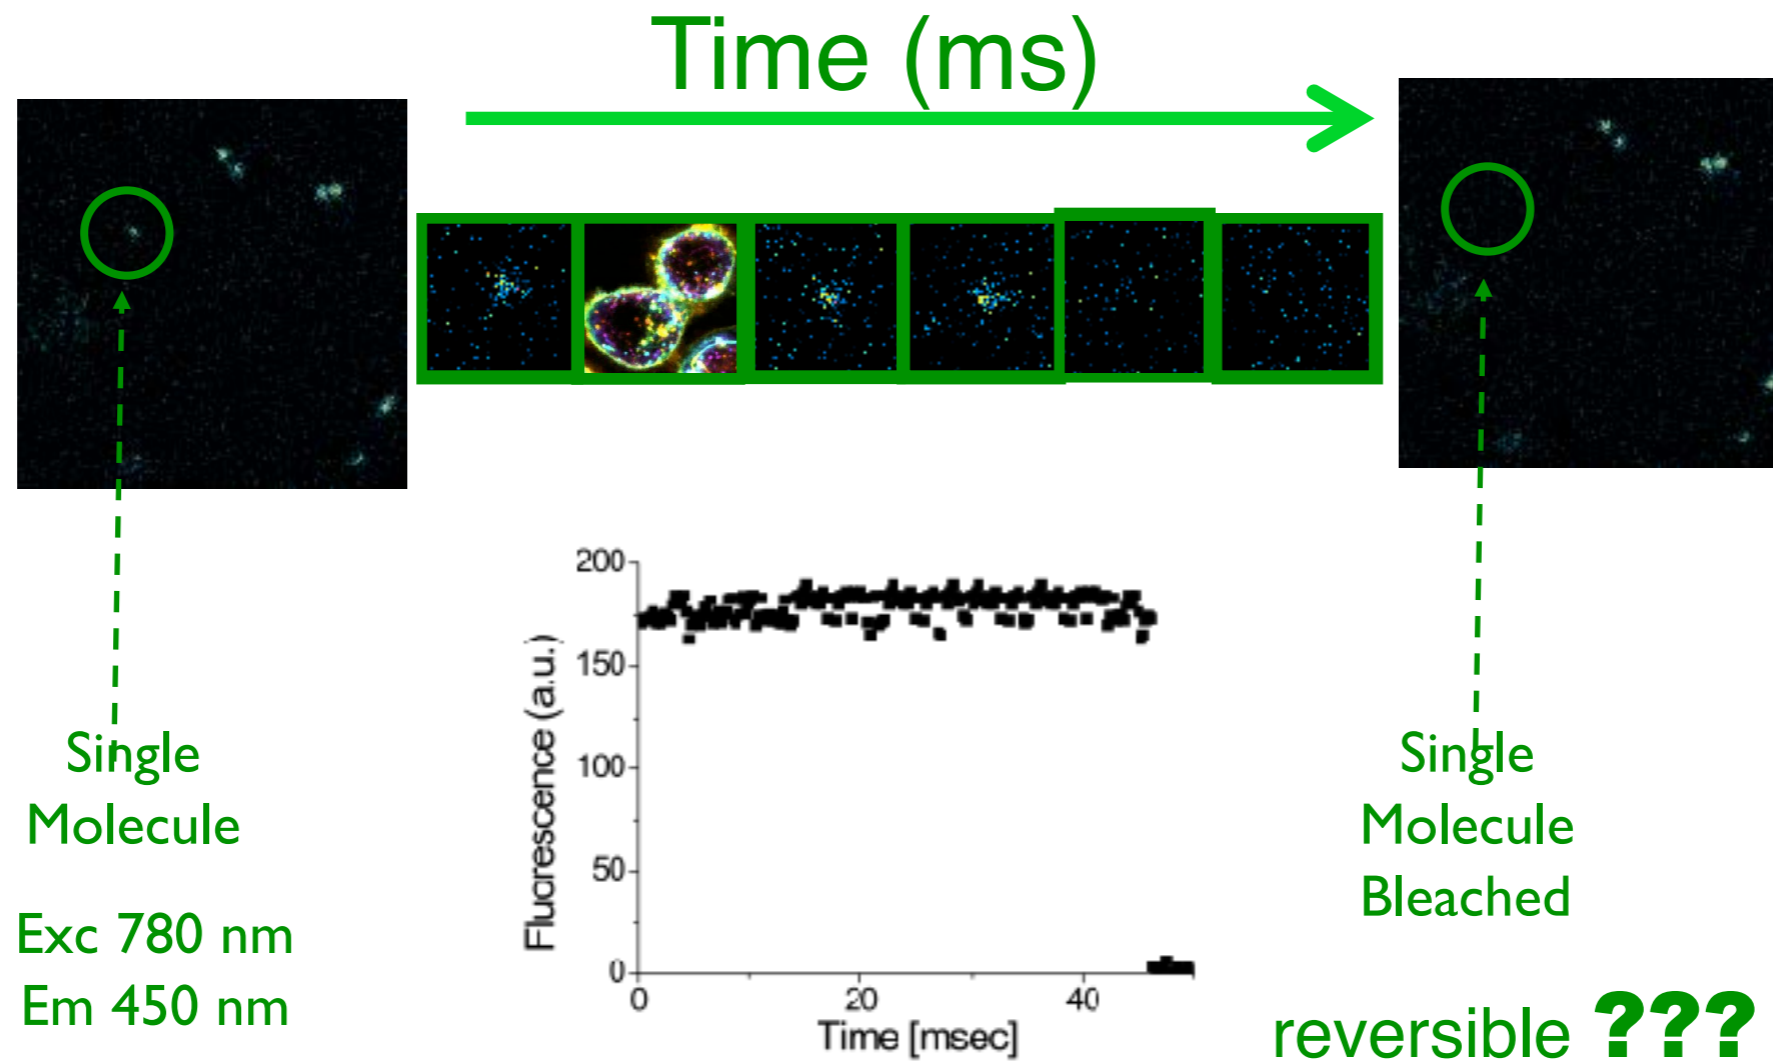 Time (ms)
Single
Molecule
Exc 780 nm
Em 450 nm
Fluorescence (a.u.)
200
150
100
50
0
0
20
40
Time [msec]
Single
Molecule
Bleached
reversible ???